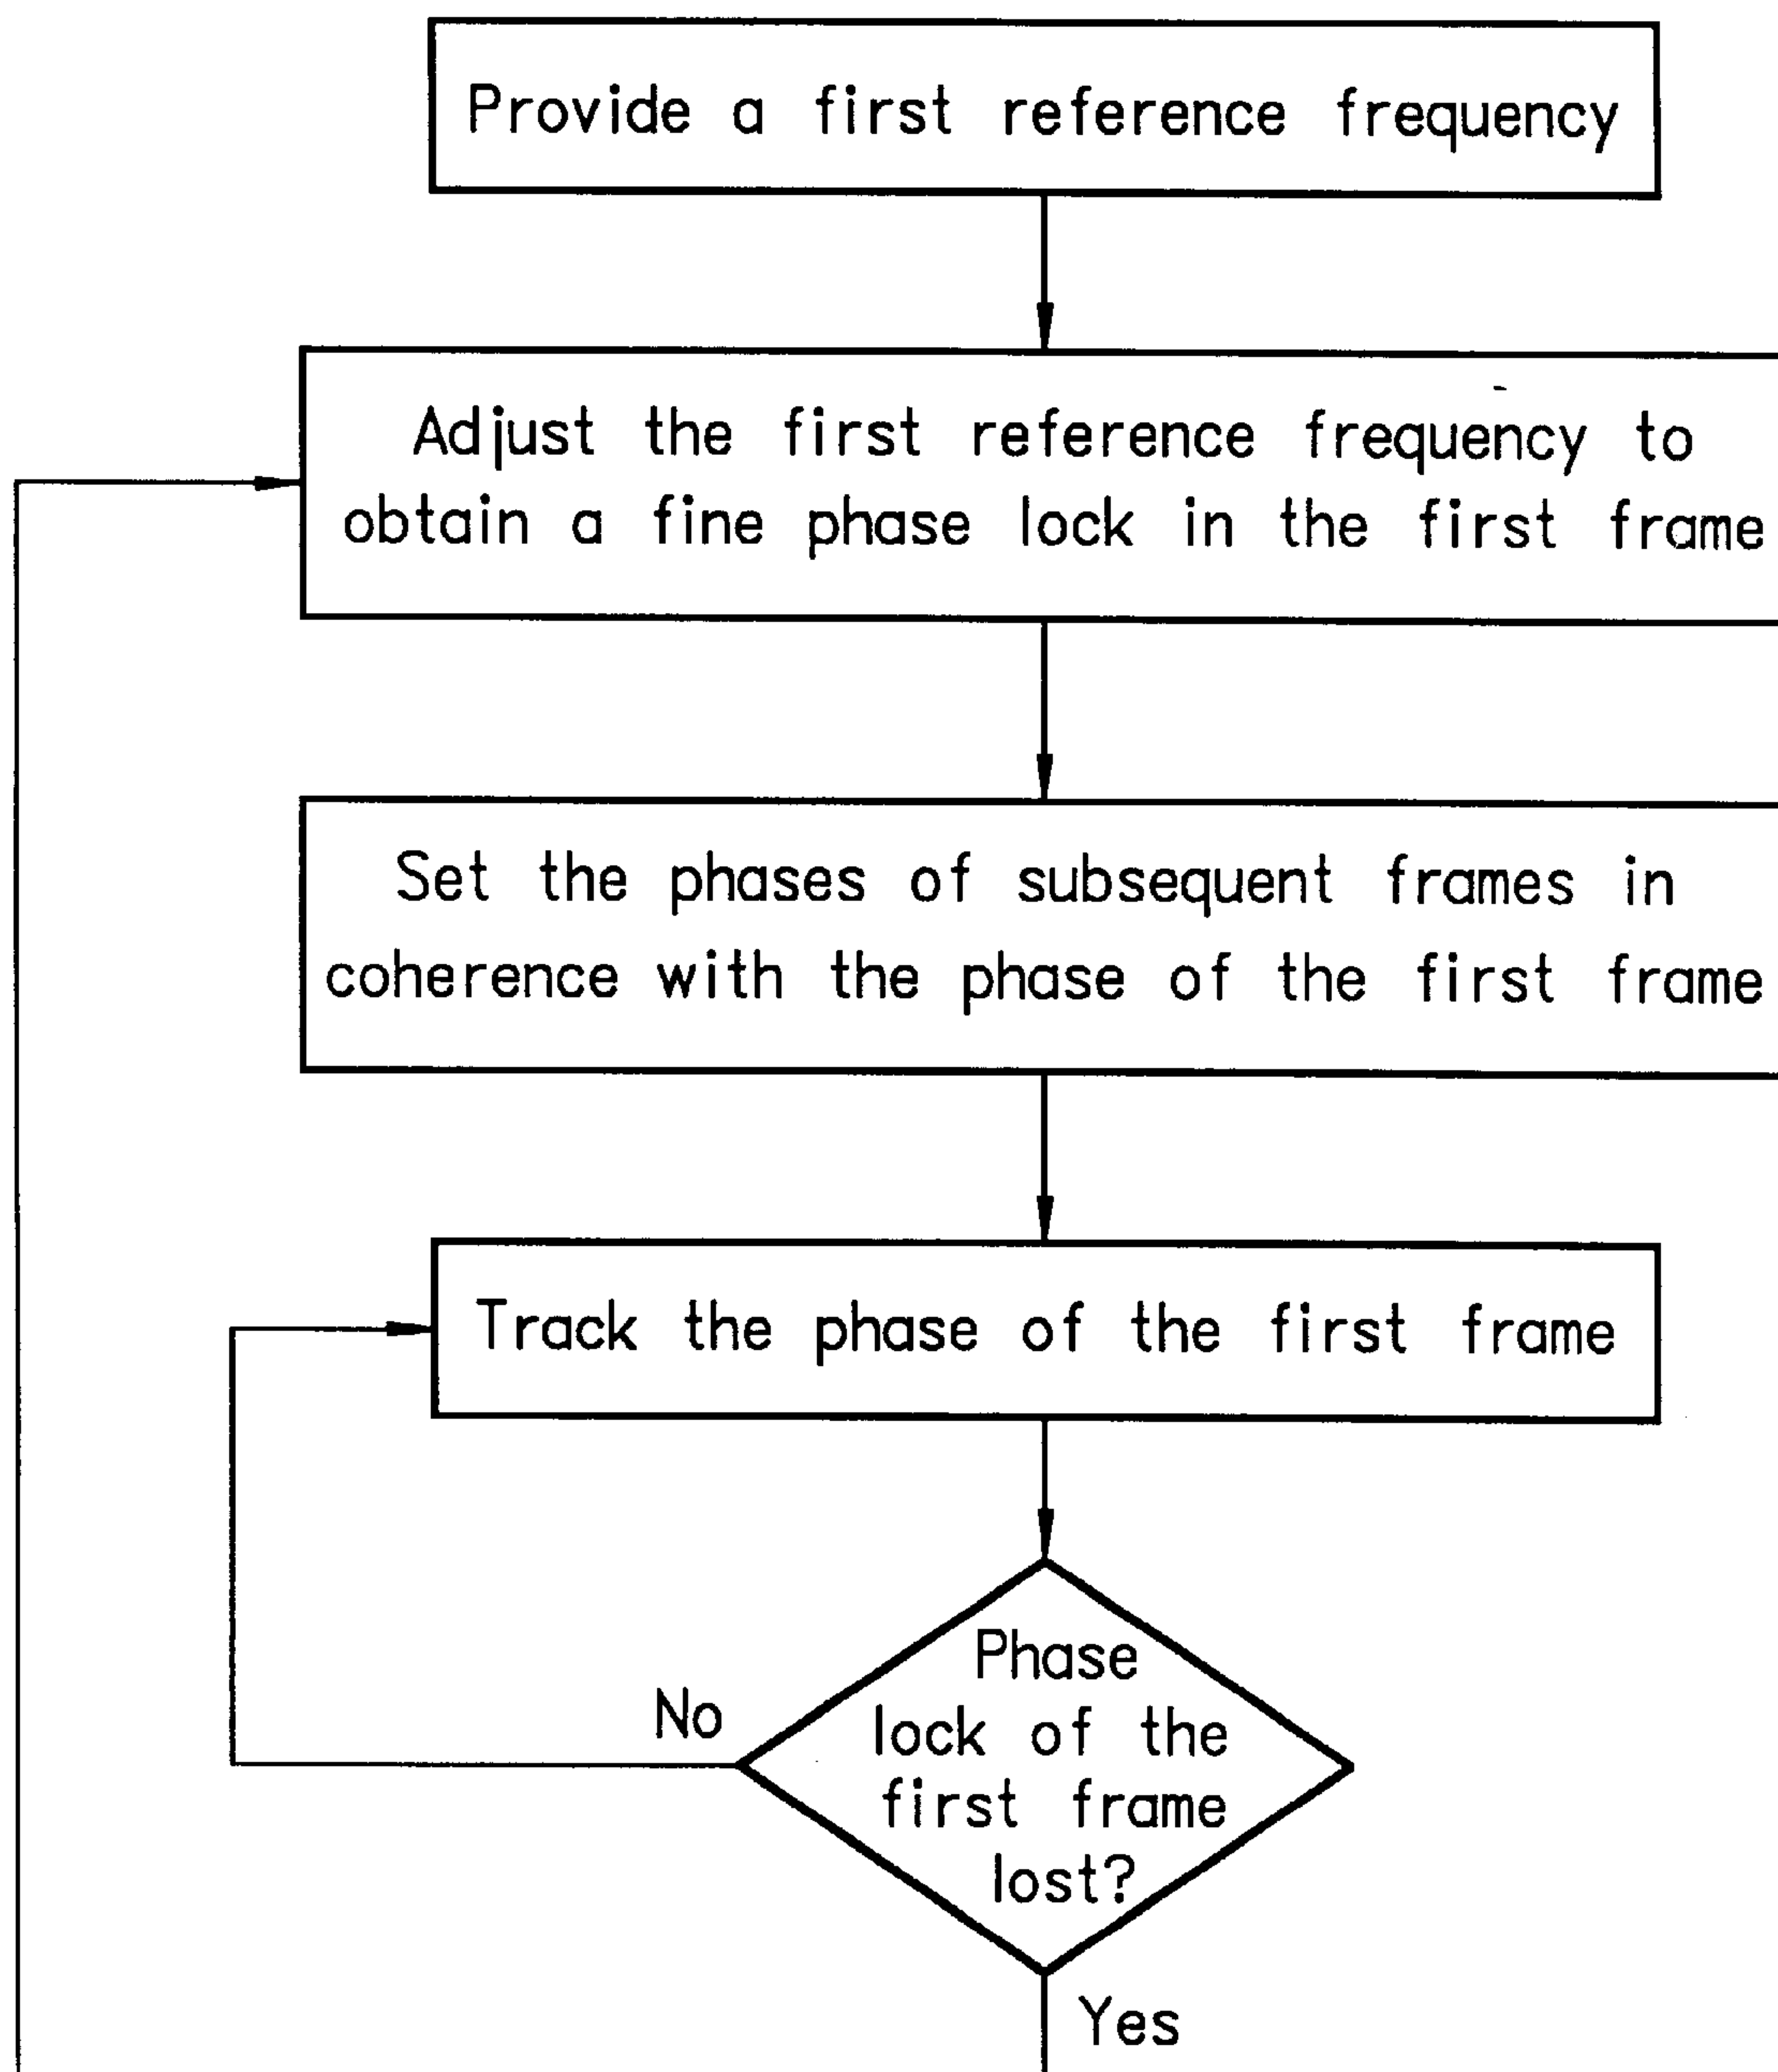 Provide a first reference frequency
Adjust the first reference frequency to
obtain a fine phase lock in the first frame
Set the phases of subsequent frames in
coherence with the phase of the first frame
Track the phase of the first frame
Phase
lock of the
first frame
lost?
No
Yes